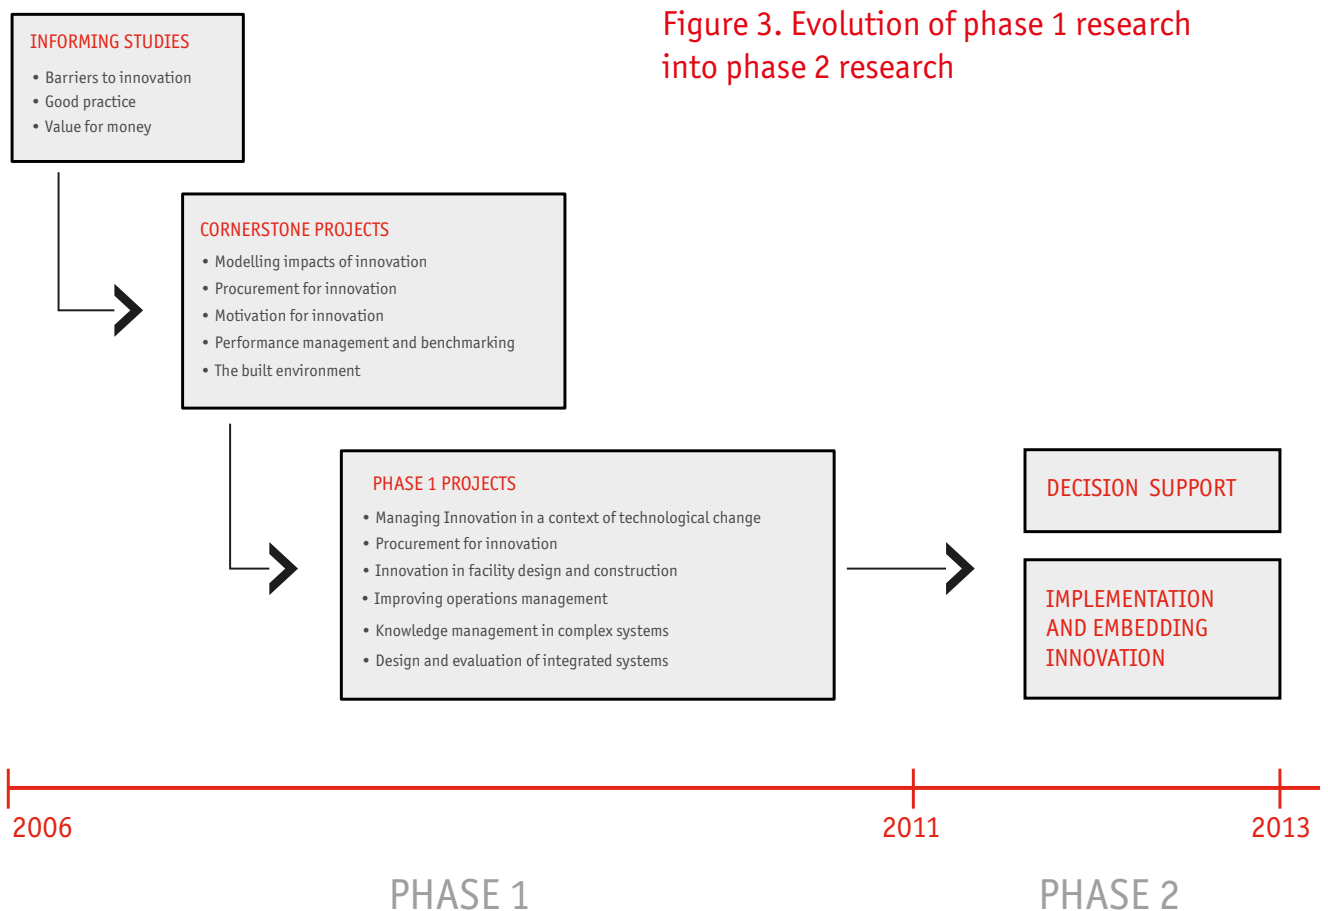 Figure 3. Evolution of phase 1 research
into phase 2 research
INFORMING STUDIES
• Barriers to innovation
• Good practice
• Value for money
CORNERSTONE PROJECTS
• Modelling impacts of innovation
• Procurement for innovation
• Motivation for innovation
• Performance management and benchmarking
• The built environment
PHASE 1 PROJECTS
• Managing Innovation in a context of technological change
• Procurement for innovation
• Innovation in facility design and construction
• Improving operations management
• Knowledge management in complex systems
• Design and evaluation of integrated systems
DECISION SUPPORT
IMPLEMENTATION
AND EMBEDDING
INNOVATION
2006
2011
2013
PHASE 1
PHASE 2